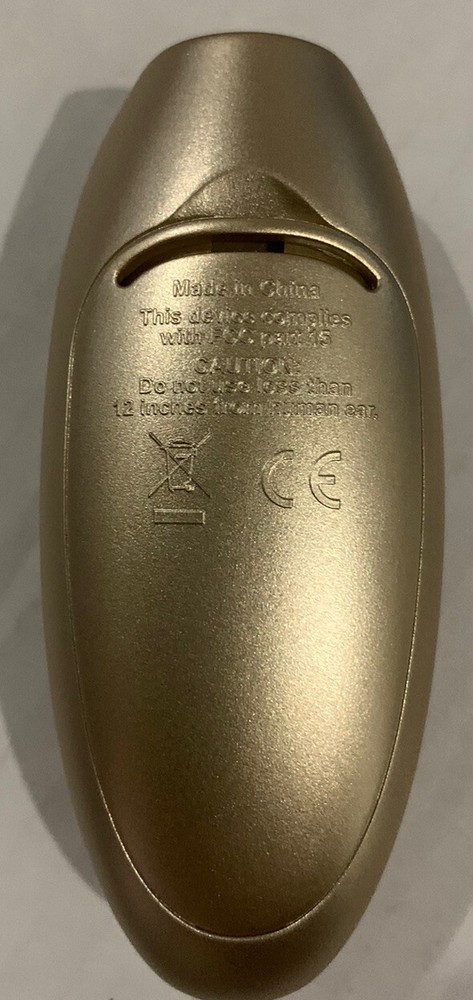 Made in China
This device complies
with FCC part 15
CAUTION:
Do not use less than
12 inches from human ear.
CE